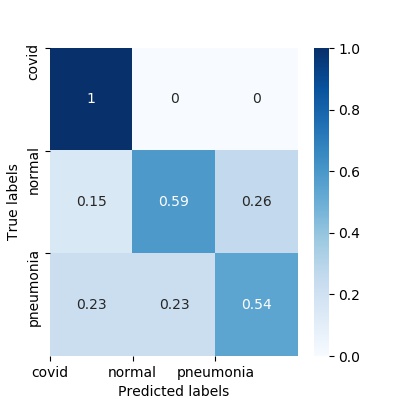 covid
normal
pneumonia
True labels
1 0 0
0.15 0.59 0.26
0.23 0.23 0.54
covid normal pneumonia
Predicted labels
1.0
0.8
0.6
0.4
0.2
0.0